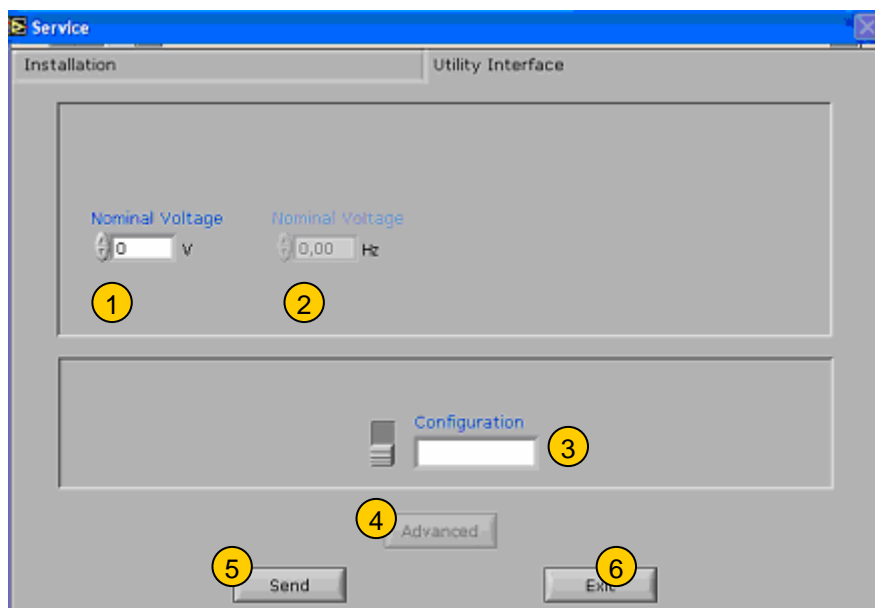 Service
Installation Utility Interface
Nominal Voltage Nominal Voltage
0 V 0,00 Hz
1 2
Configuration
3
4
Advanced
5 6
Send Exit